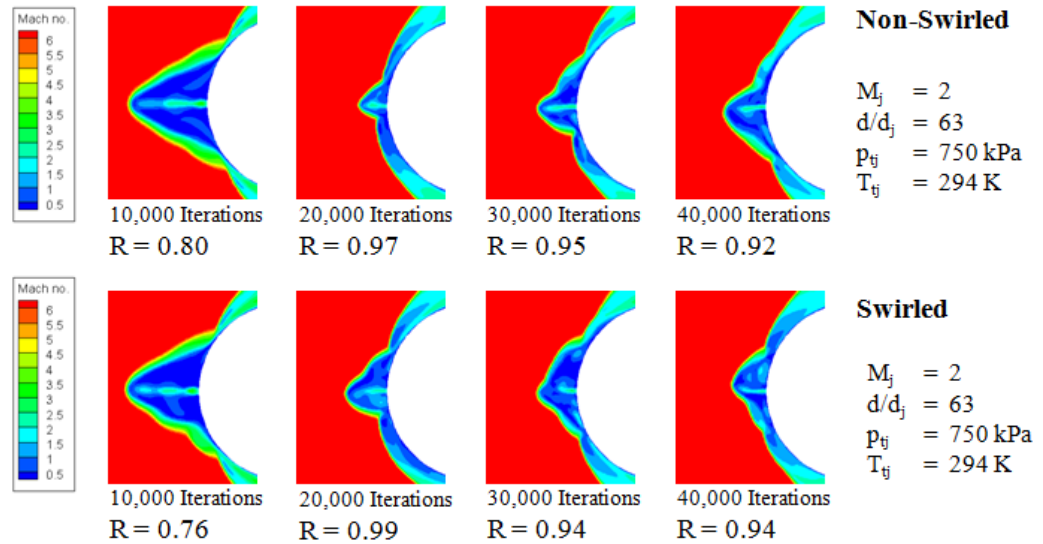 Mach no.
6
5.5
5
4.5
4
3.5
3
2.5
2
1.5
1
0.5
10,000 Iterations
R = 0.80
20,000 Iterations
R = 0.97
30,000 Iterations
R = 0.95
40,000 Iterations
R = 0.92
Non-Swirled
Mj = 2
d/dj = 63
ptj = 750 kPa
Ttj = 294 K
Mach no.
6
5.5
5
4.5
4
3.5
3
2.5
2
1.5
1
0.5
10,000 Iterations
R = 0.76
20,000 Iterations
R = 0.99
30,000 Iterations
R = 0.94
40,000 Iterations
R = 0.94
Swirled
Mj = 2
d/dj = 63
ptj = 750 kPa
Ttj = 294 K